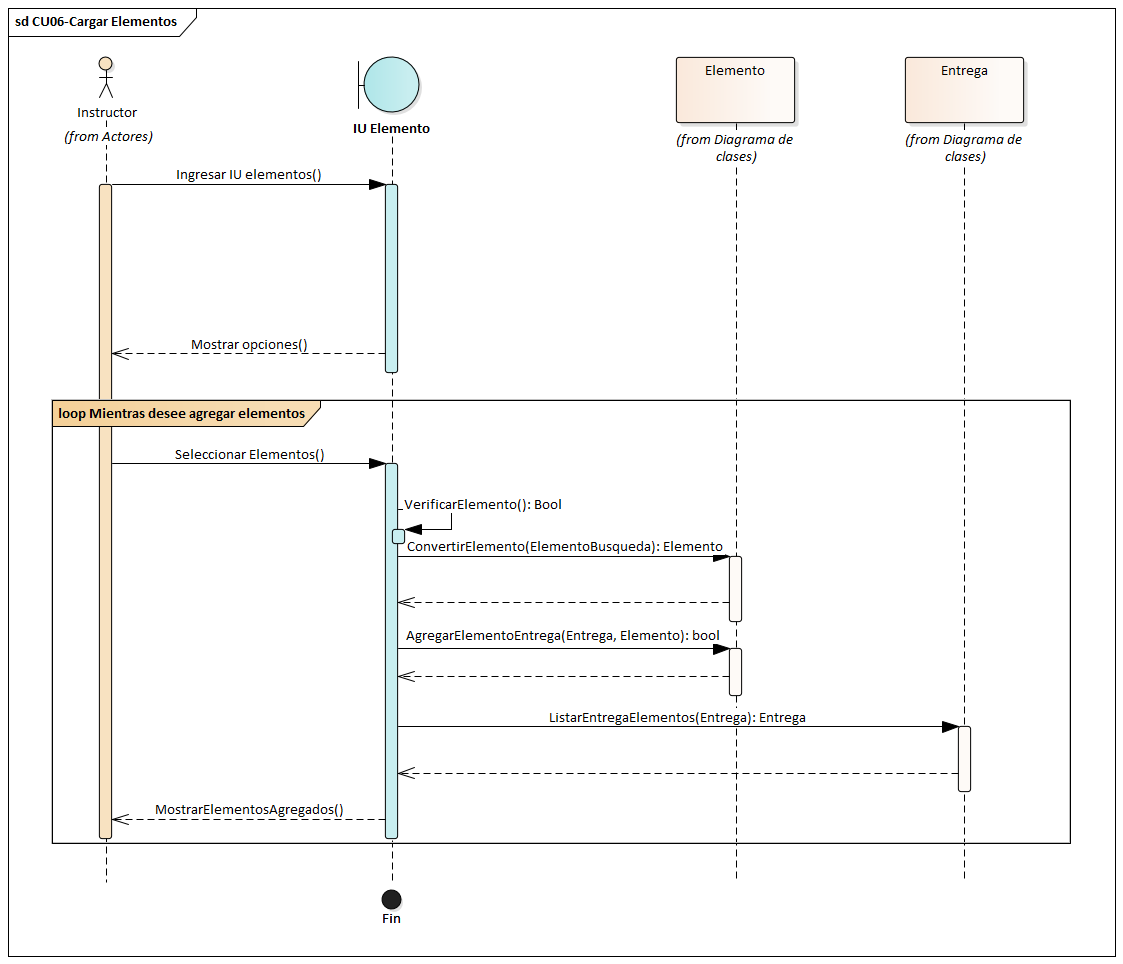 sd CU06-Cargar Elementos
Instructor
(from Actores)
IU Elemento
Elemento
(from Diagrama de
clases)
Entrega
(from Diagrama de
clases)
Ingresar IU elementos()
Mostrar opciones()
loop Mientras desee agregar elementos
Seleccionar Elementos()
VerificarElemento(): Bool
ConvertirElemento(ElementoBusqueda): Elemento
AgregarElementoEntrega(Entrega, Elemento): bool
ListarEntregaElementos(Entrega): Entrega
MostrarElementosAgregados()
Fin